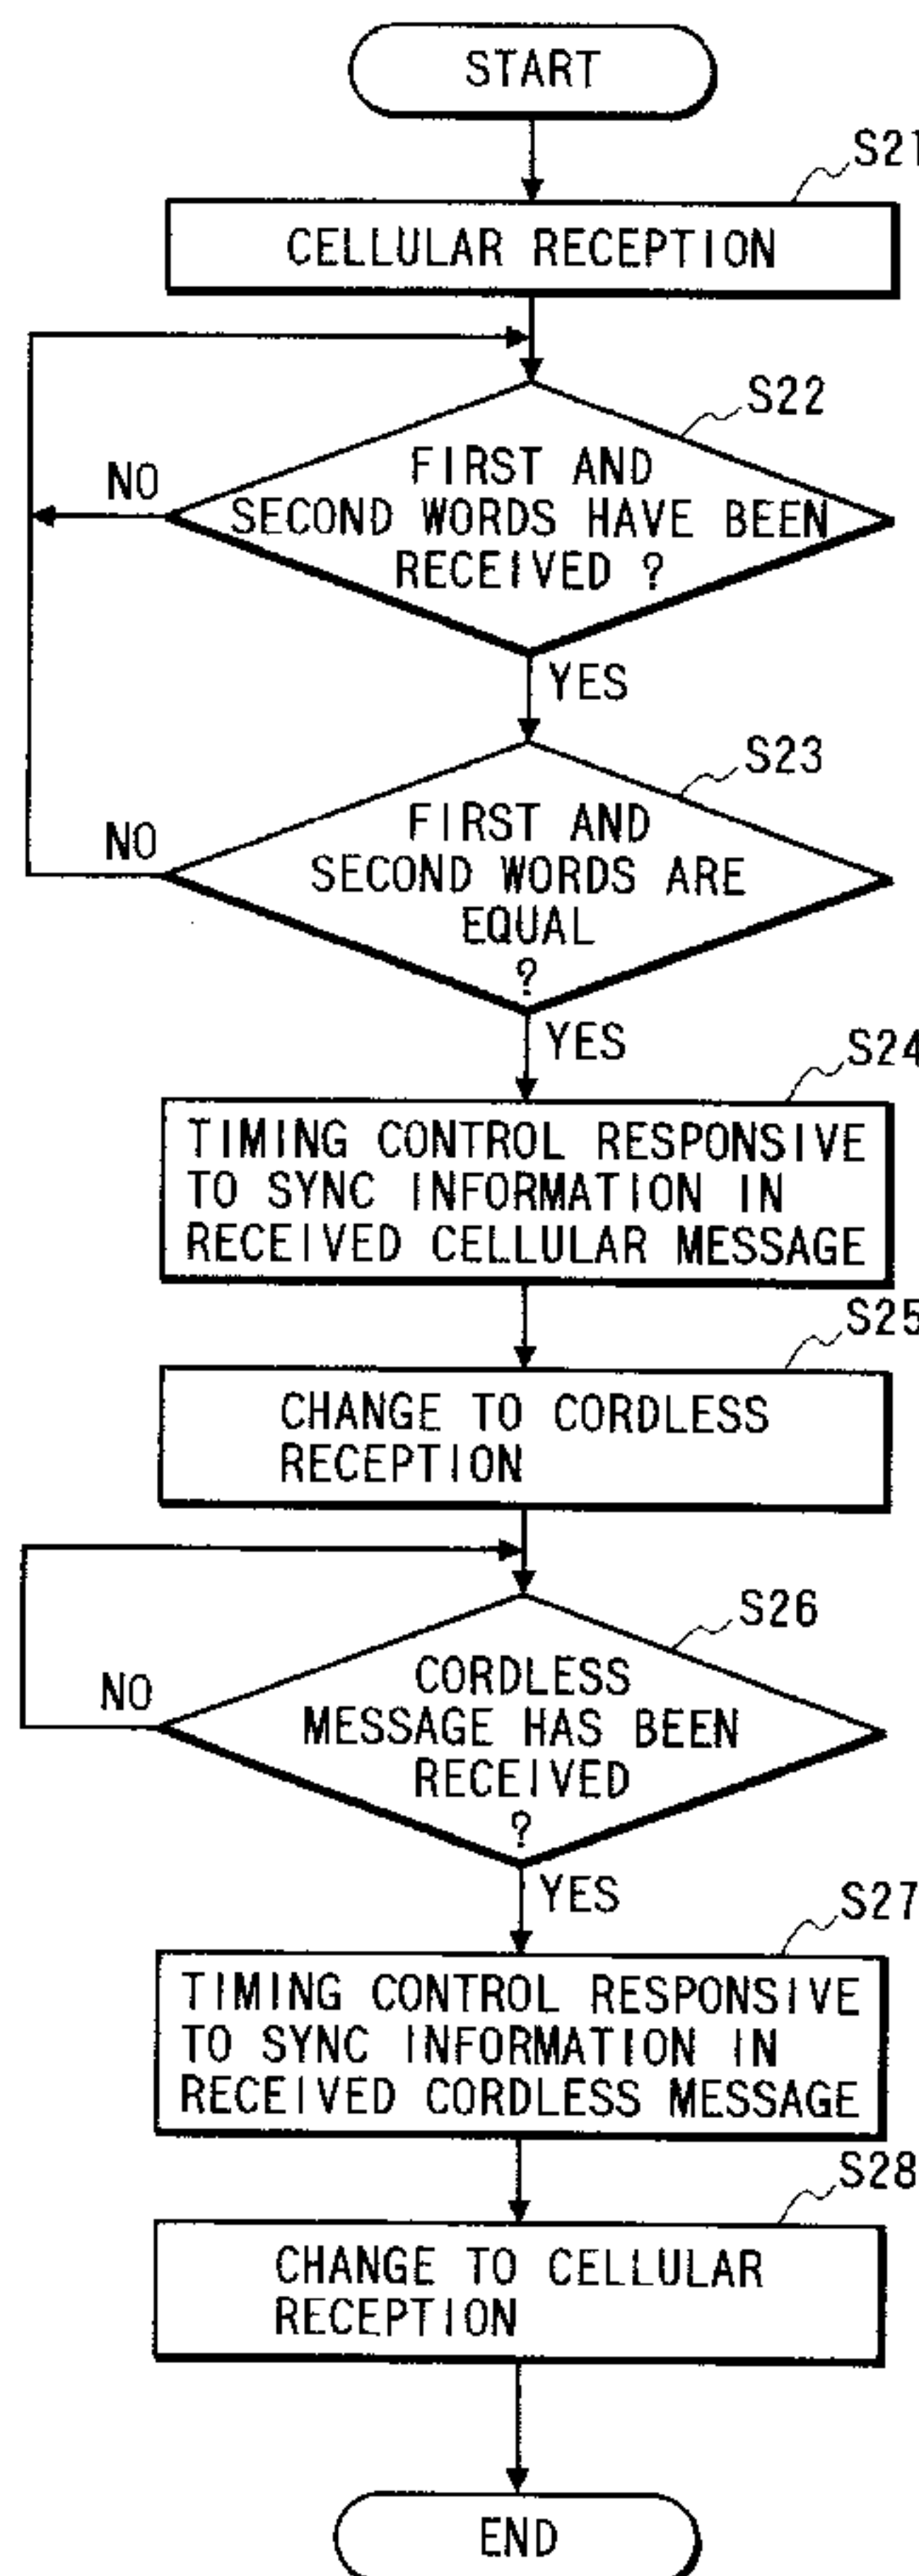 START
S21
CELLULAR RECEPTION
S22
FIRST AND
SECOND WORDS HAVE BEEN
RECEIVED ?
NO
YES
S23
FIRST AND
SECOND WORDS ARE
EQUAL
?
NO
YES
S24
TIMING CONTROL RESPONSIVE
TO SYNC INFORMATION IN
RECEIVED CELLULAR MESSAGE
S25
CHANGE TO CORDLESS
RECEPTION
S26
CORDLESS
MESSAGE HAS BEEN
RECEIVED
?
NO
YES
S27
TIMING CONTROL RESPONSIVE
TO SYNC INFORMATION IN
RECEIVED CORDLESS MESSAGE
S28
CHANGE TO CELLULAR
RECEPTION
END